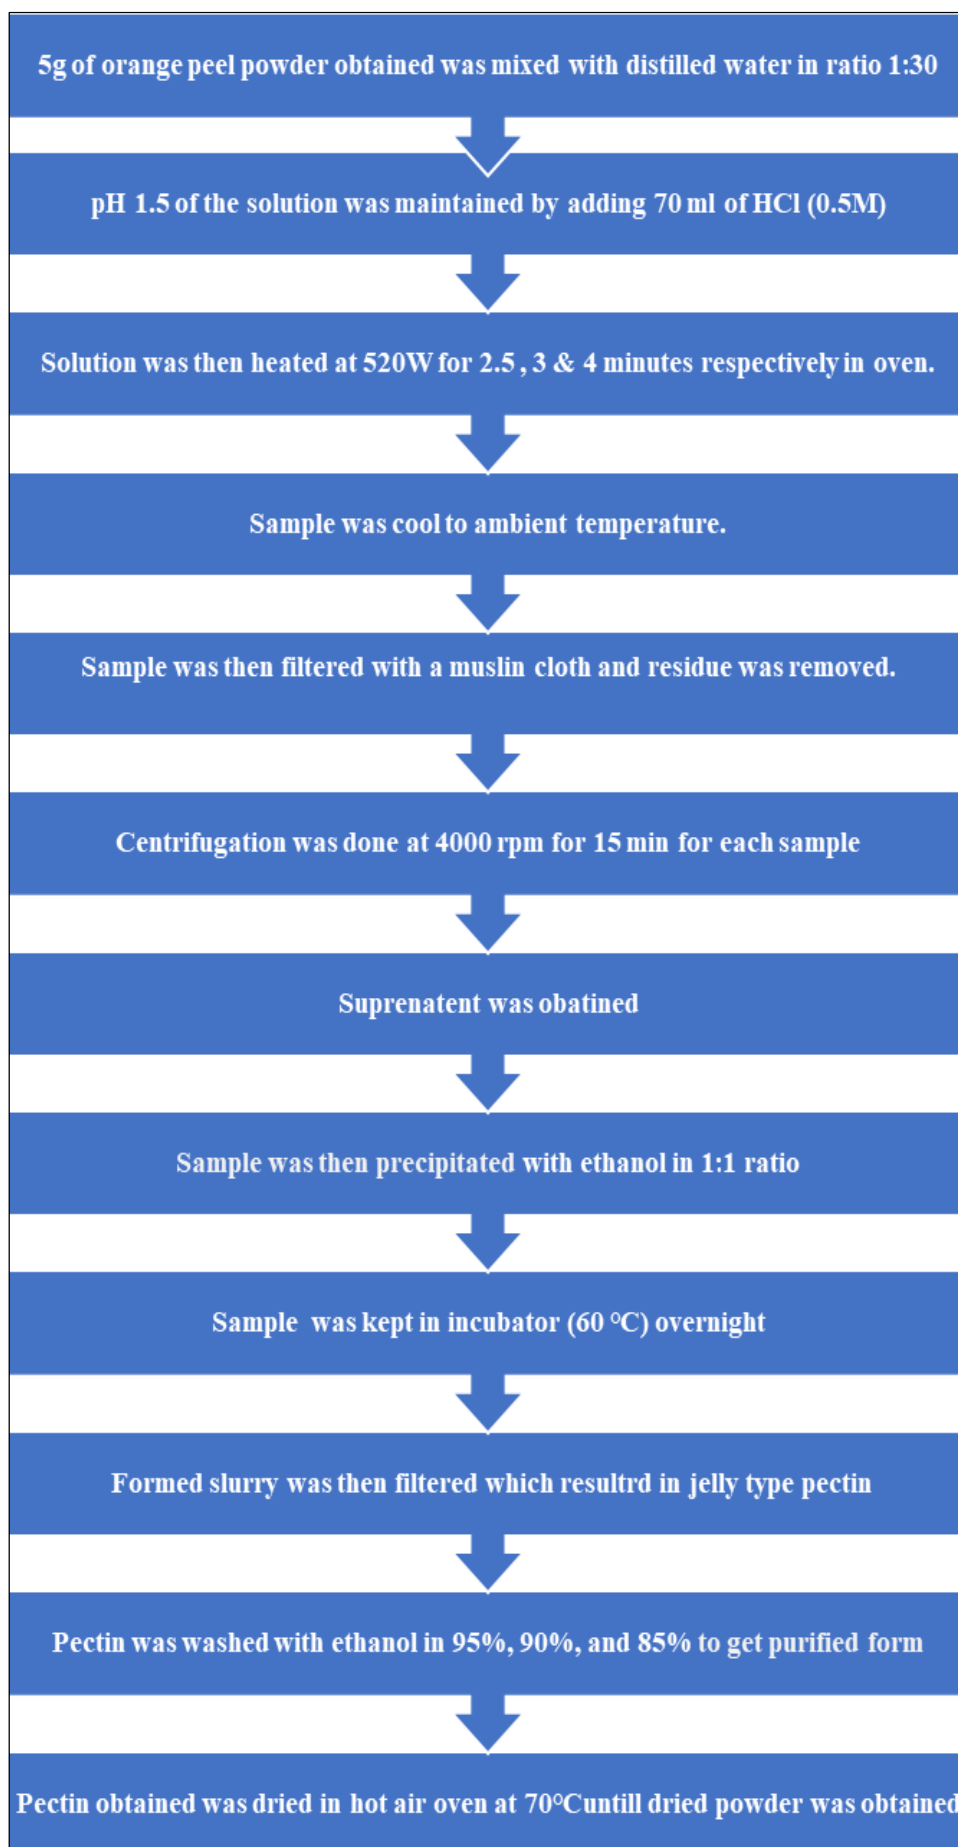 5g of orange peel powder obtained was mixed with distilled water in ratio 1:30
pH 1.5 of the solution was maintained by adding 70 ml of HCl (0.5M)
Solution was then heated at 520W for 2.5 , 3 & 4 minutes respectively in oven.
Sample was cool to ambient temperature.
Sample was then filtered with a muslin cloth and residue was removed.
Centrifugation was done at 4000 rpm for 15 min for each sample
Suprenatent was obatined
Sample was then precipitated with ethanol in 1:1 ratio
Sample was kept in incubator (60 °C) overnight
Formed slurry was then filtered which resultrd in jelly type pectin
Pectin was washed with ethanol in 95%, 90%, and 85% to get purified form
Pectin obtained was dried in hot air oven at 70°Cuntill dried powder was obtained